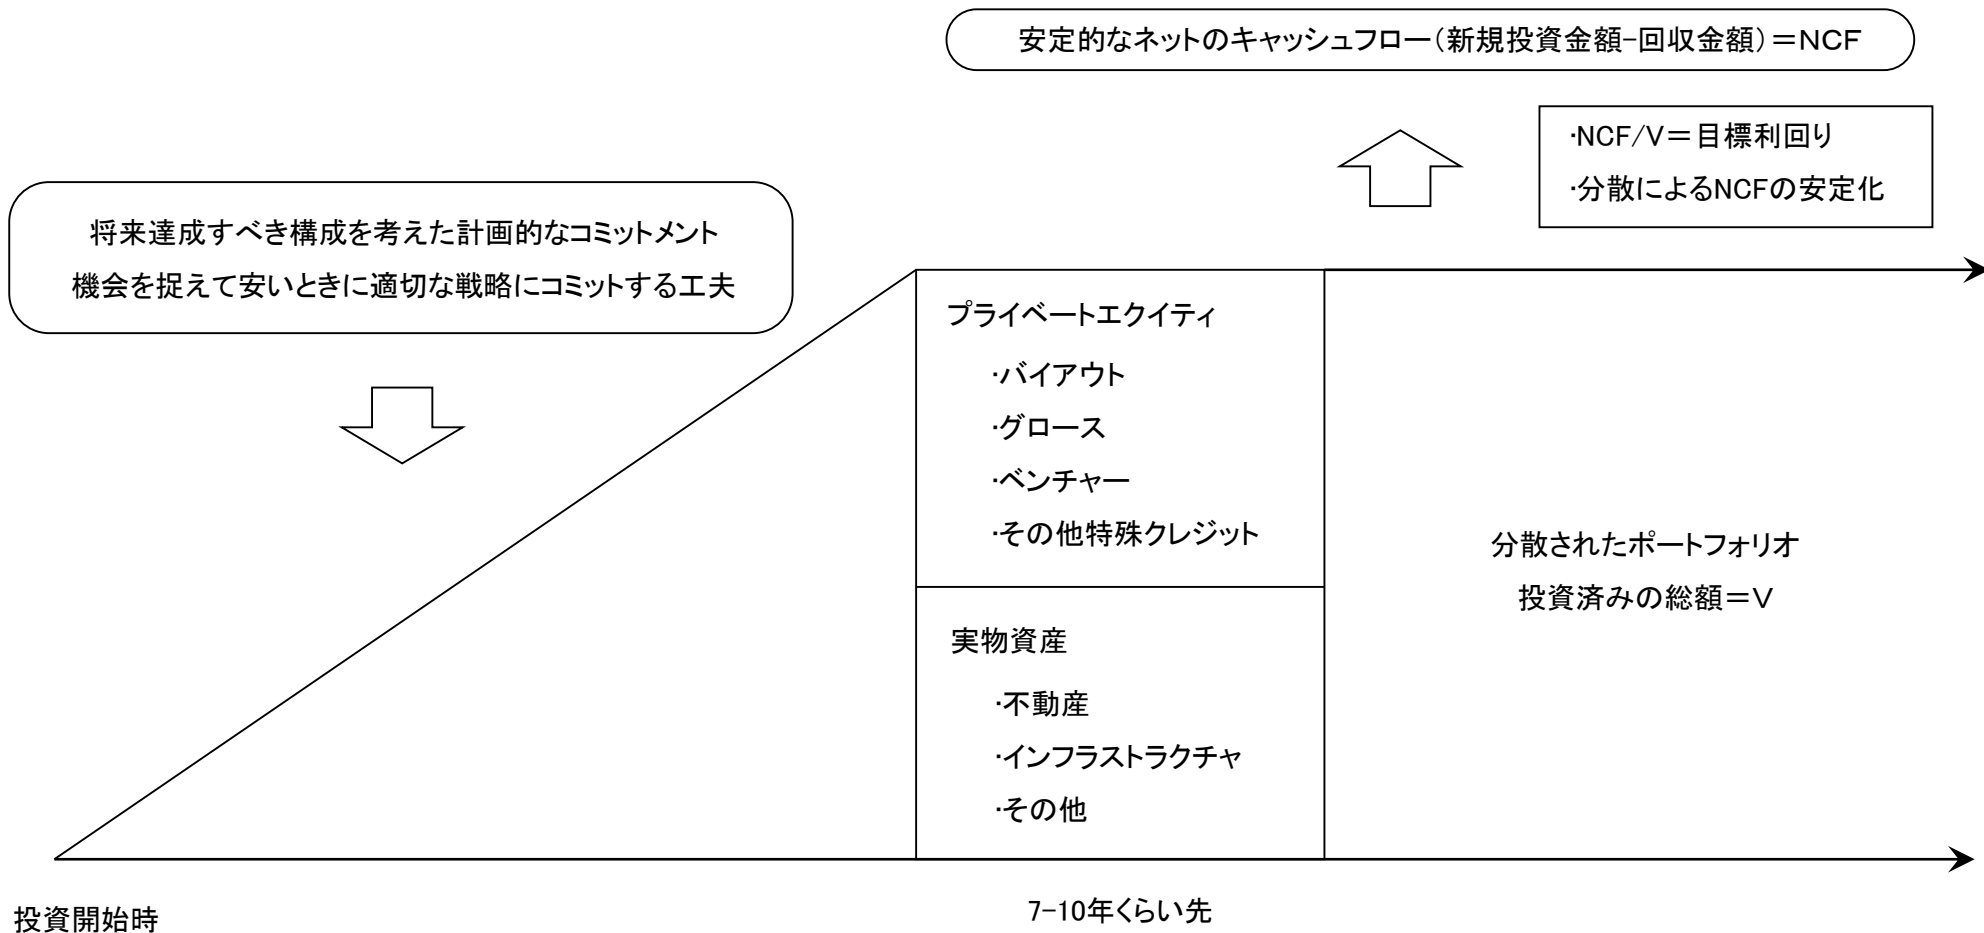 安定的なネットのキャッシュフロー（新規投資金額-回収金額）＝NCF
・NCF/V＝目標利回り
・分散によるNCFの安定化
将来達成すべき構成を考えた計画的なコミットメント
機会を捉えて安いときに適切な戦略にコミットする工夫
プライベートエクイティ
・バイアウト
・グロース
・ベンチャー
・その他特殊クレジット
分散されたポートフォリオ
投資済みの総額＝V
実物資産
・不動産
・インフラストラクチャ
・その他
投資開始時
7-10年くらい先